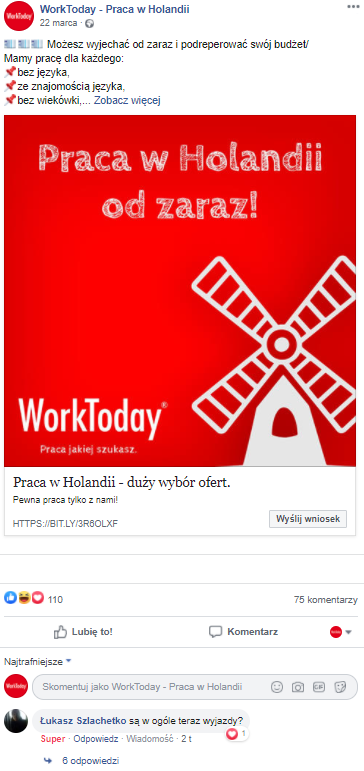 WorkToday - Praca w Holandii
22 marca ·
Możesz wyjechać od zaraz i podreperować swój budżet/
Mamy pracę dla każdego:
bez języka,
ze znajomością języka,
bez wiekówki,... Zobacz więcej
Praca w Holandii
od zaraz!
WorkToday®
Praca jakiej szukasz.
Praca w Holandii - duży wybór ofert.
Pewna praca tylko z nami!
HTTPS://BIT.LY/3R6OLXF
Wyślij wniosek
110
75 komentarzy
Lubię to!
Komentarz
Najtrafniejsze
WorkToday
Skomentuj jako WorkToday - Praca w Holandii
GIF
Łukasz Szlachetko są w ogóle teraz wyjazdy?
Super · Odpowiedz · Wiadomość · 2 t
1
6 odpowiedzi